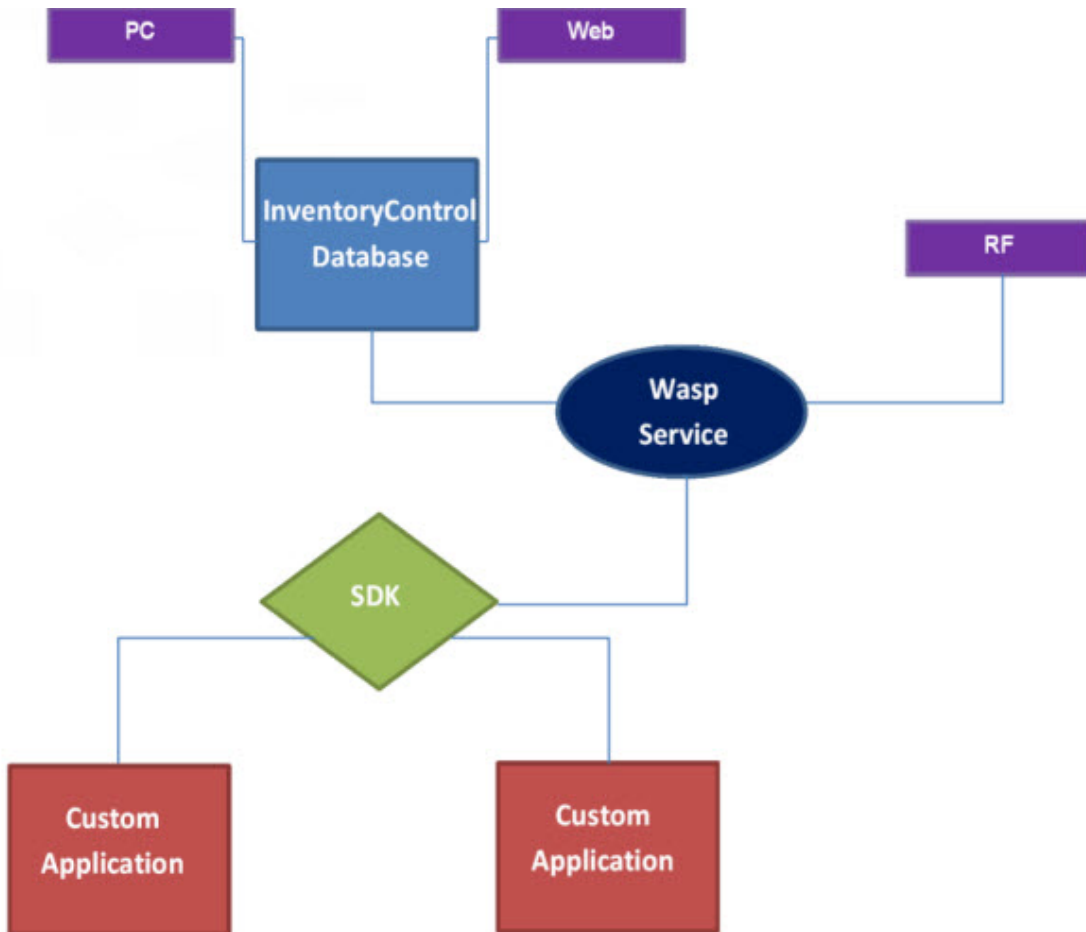 PC
Web
InventoryControl
Database
RF
Wasp
Service
SDK
Custom
Application
Custom
Application